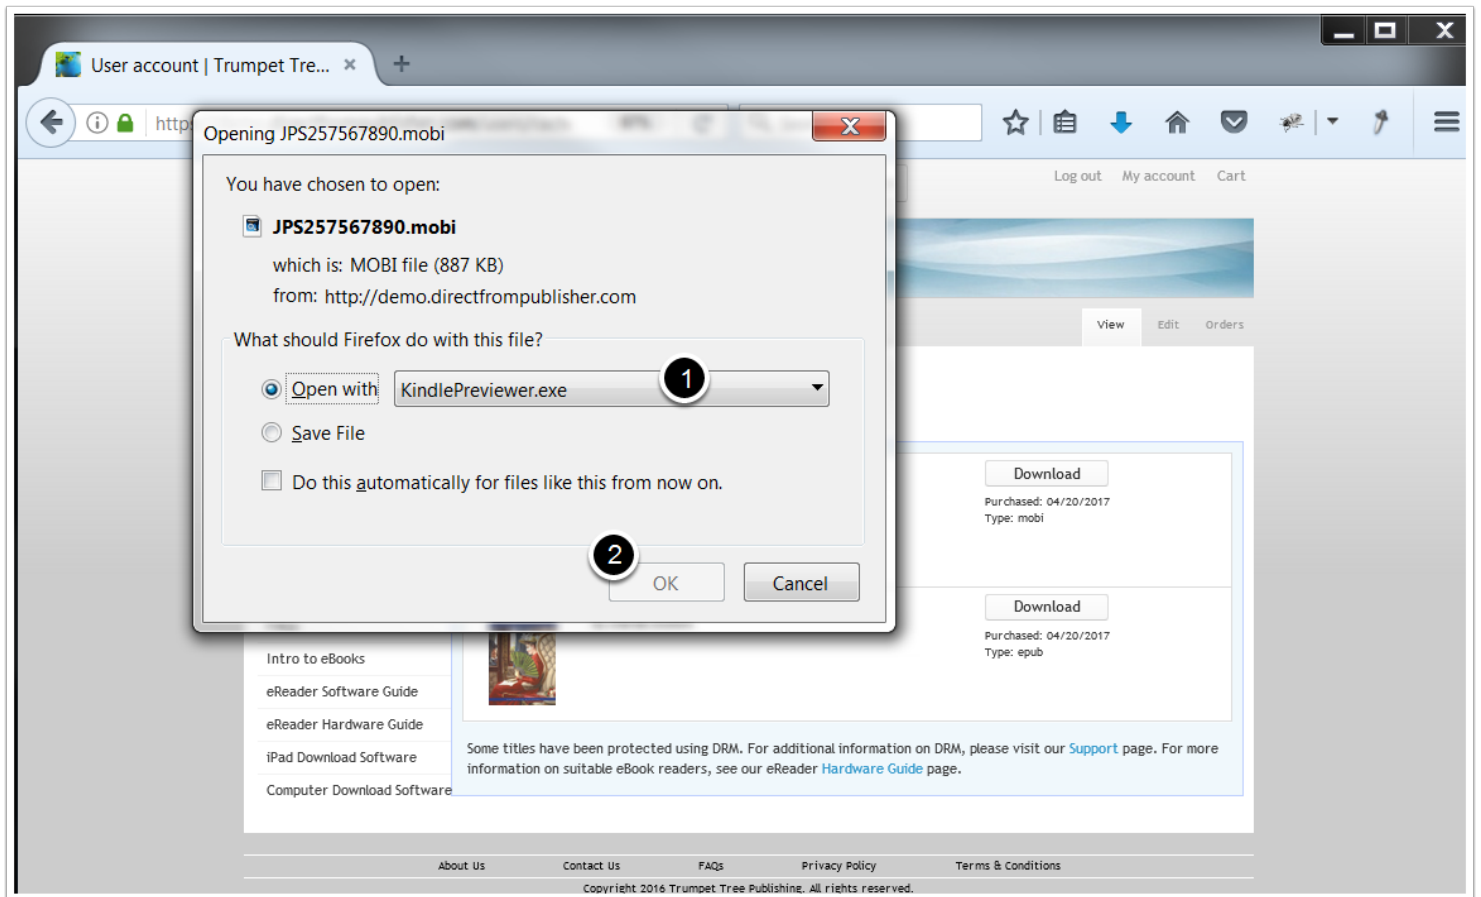 User account | Trumpet Tre...
https
Opening JPS257567890.mobi
X
You have chosen to open:
JPS257567890.mobi
which is: MOBI file (887 KB)
from: http://demo.directfrompublisher.com
What should Firefox do with this file?
Open with KindlePreviewer.exe
1
Save File
Do this automatically for files like this from now on.
2
OK Cancel
Log out My account Cart
View Edit Orders
Download
Purchased: 04/20/2017
Type: mobi
Download
Purchased: 04/20/2017
Type: epub
Intro to eBooks
eReader Software Guide
eReader Hardware Guide
iPad Download Software
Computer Download Software
Some titles have been protected using DRM. For additional information on DRM, please visit our Support page. For more
information on suitable eBook readers, see our eReader Hardware Guide page.
About Us Contact Us FAQs Privacy Policy Terms & Conditions
Copyright 2016 Trumpet Tree Publishing. All rights reserved.